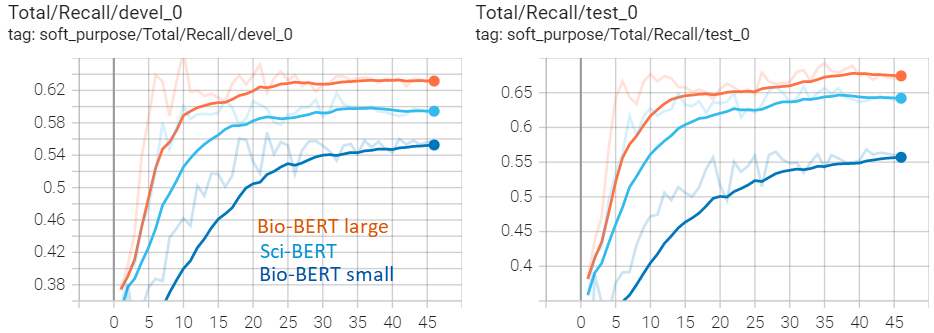 Total/Recall/devel_0
tag: soft_purpose/Total/Recall/devel_0
0.62
0.58
0.54
0.5
0.46
0.42
0.38
Bio-BERT large
Sci-BERT
Bio-BERT small
0 5 10 15 20 25 30 35 40 45
Total/Recall/test_0
tag: soft_purpose/Total/Recall/test_0
0.65
0.6
0.55
0.5
0.45
0.4
0 5 10 15 20 25 30 35 40 45